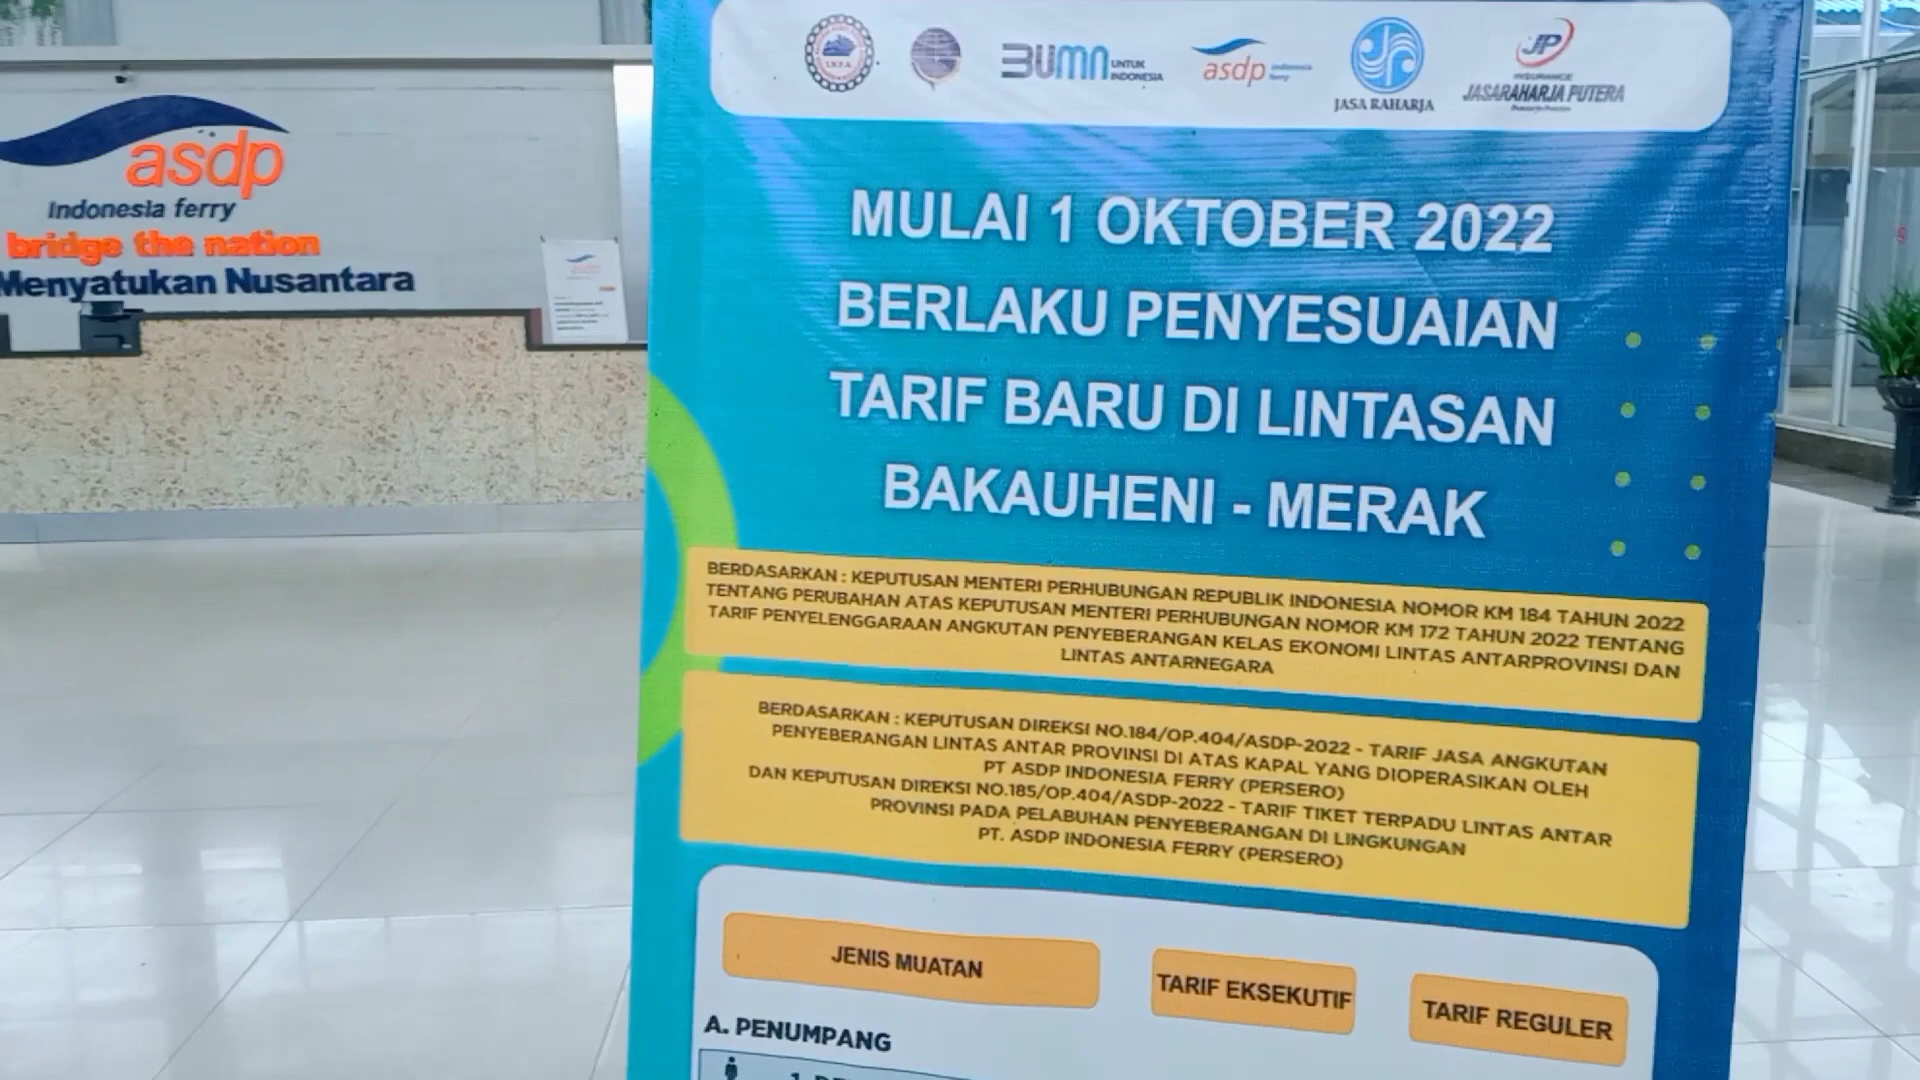 asdp
Indonesia ferry
bridge the nation
Menyatukan Nusantara
I.N.F.A.
BUMN UNTUK INDONESIA
asdp indonesia ferry
JASA RAHARJA
JP
INSURANCE
JASARAHARJA PUTERA
MULAI 1 OKTOBER 2022
BERLAKU PENYESUAIAN
TARIF BARU DI LINTASAN
BAKAUHENI - MERAK
BERDASARKAN : KEPUTUSAN MENTERI PERHUBUNGAN REPUBLIK INDONESIA NOMOR KM 184 TAHUN 2022
TENTANG PERUBAHAN ATAS KEPUTUSAN MENTERI PERHUBUNGAN NOMOR KM 172 TAHUN 2022 TENTANG
TARIF PENYELENGGARAAN ANGKUTAN PENYEBERANGAN KELAS EKONOMI LINTAS ANTARPROVINSI DAN
LINTAS ANTARNEGARA
BERDASARKAN : KEPUTUSAN DIREKSI NO.184/OP.404/ASDP-2022 - TARIF JASA ANGKUTAN
PENYEBERANGAN LINTAS ANTAR PROVINSI DI ATAS KAPAL YANG DIOPERASIKAN OLEH
PT ASDP INDONESIA FERRY (PERSERO)
DAN KEPUTUSAN DIREKSI NO.185/OP.404/ASDP-2022 - TARIF TIKET TERPADU LINTAS ANTAR
PROVINSI PADA PELABUHAN PENYEBERANGAN DI LINGKUNGAN
PT. ASDP INDONESIA FERRY (PERSERO)
JENIS MUATAN
TARIF EKSEKUTIF
TARIF REGULER
A. PENUMPANG